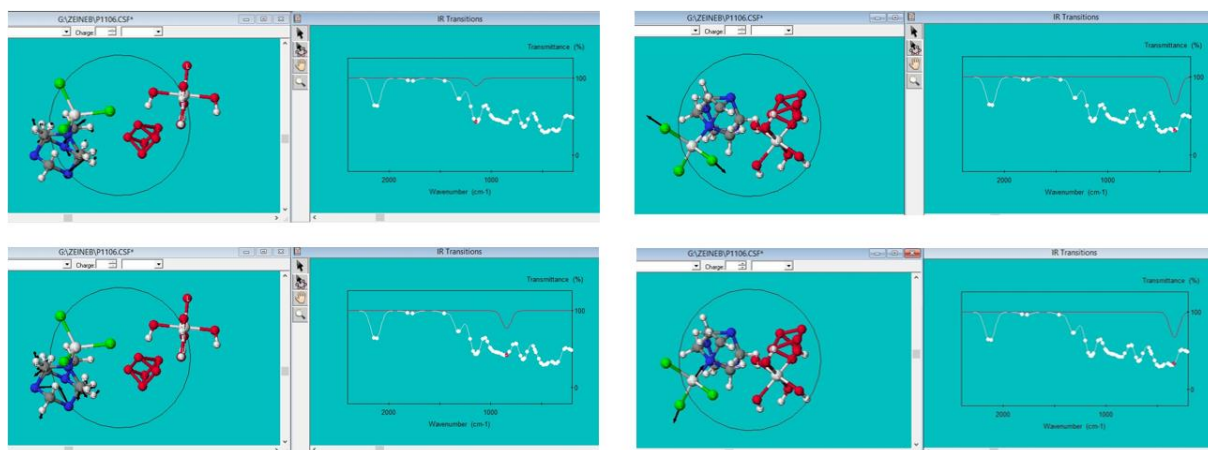 G:\ZEINEB\P1106.CSF*
Charge:
IR Transitions
Transmittance (%)
100
0
2000
1000
Wavenumber (cm-1)
G:\ZEINEB\P1106.CSF*
Charge:
IR Transitions
Transmittance (%)
100
0
2000
1000
Wavenumber (cm-1)
G:\ZEINEB\P1106.CSF*
Charge:
IR Transitions
Transmittance (%)
100
0
2000
1000
Wavenumber (cm-1)
G:\ZEINEB\P1106.CSF*
Charge:
IR Transitions
Transmittance (%)
100
0
2000
1000
Wavenumber (cm-1)